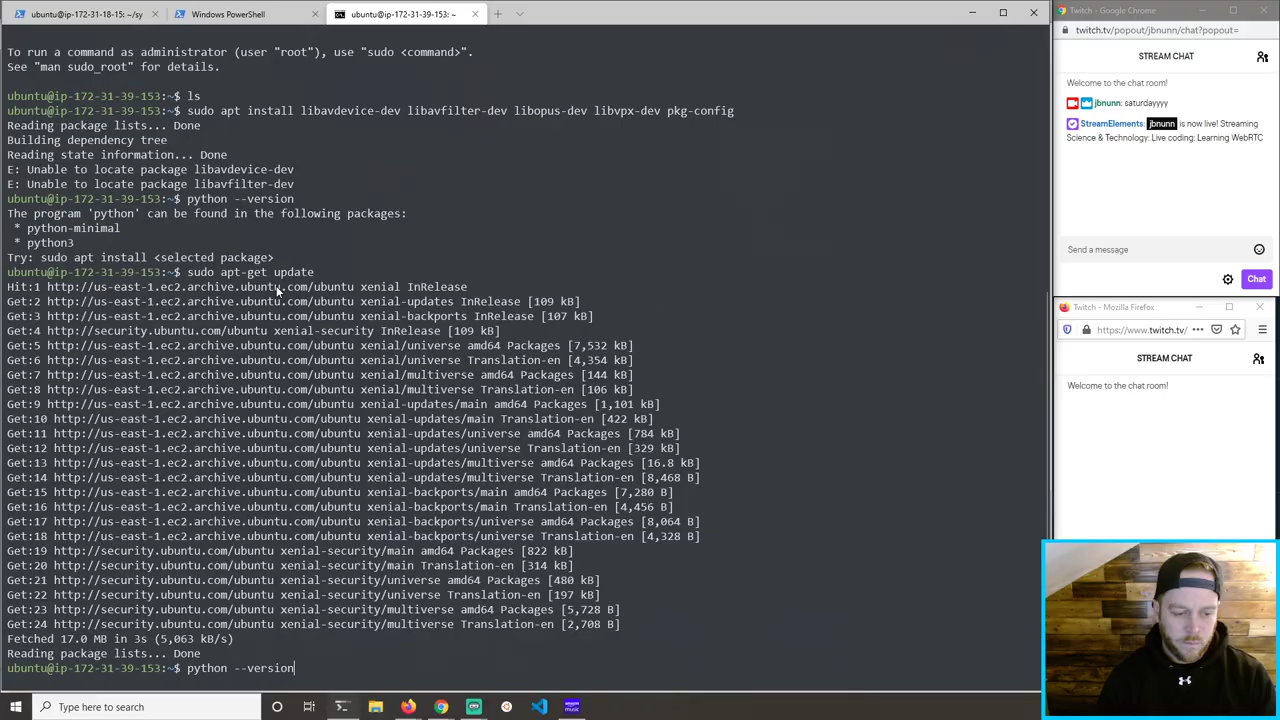 ubuntu@ip-172-31-18-15: ~/sy
Windows PowerShell
ubuntu@ip-172-31-39-153: ~
To run a command as administrator (user "root"), use "sudo <command>".
See "man sudo_root" for details.
ubuntu@ip-172-31-39-153:~$ ls
ubuntu@ip-172-31-39-153:~$ sudo apt install libavdevice-dev libavfilter-dev libopus-dev libvpx-dev pkg-config
Reading package lists... Done
Building dependency tree
Reading state information... Done
E: Unable to locate package libavdevice-dev
E: Unable to locate package libavfilter-dev
ubuntu@ip-172-31-39-153:~$ python --version
The program 'python' can be found in the following packages:
* python-minimal
* python3
Try: sudo apt install <selected package>
ubuntu@ip-172-31-39-153:~$ sudo apt-get update
Hit:1 http://us-east-1.ec2.archive.ubuntu.com/ubuntu xenial InRelease
Get:2 http://us-east-1.ec2.archive.ubuntu.com/ubuntu xenial-updates InRelease [109 kB]
Get:3 http://us-east-1.ec2.archive.ubuntu.com/ubuntu xenial-backports InRelease [107 kB]
Get:4 http://security.ubuntu.com/ubuntu xenial-security InRelease [109 kB]
Get:5 http://us-east-1.ec2.archive.ubuntu.com/ubuntu xenial/universe amd64 Packages [7,532 kB]
Get:6 http://us-east-1.ec2.archive.ubuntu.com/ubuntu xenial/universe Translation-en [4,354 kB]
Get:7 http://us-east-1.ec2.archive.ubuntu.com/ubuntu xenial/multiverse amd64 Packages [144 kB]
Get:8 http://us-east-1.ec2.archive.ubuntu.com/ubuntu xenial/multiverse Translation-en [106 kB]
Get:9 http://us-east-1.ec2.archive.ubuntu.com/ubuntu xenial-updates/main amd64 Packages [1,101 kB]
Get:10 http://us-east-1.ec2.archive.ubuntu.com/ubuntu xenial-updates/main Translation-en [422 kB]
Get:11 http://us-east-1.ec2.archive.ubuntu.com/ubuntu xenial-updates/universe amd64 Packages [784 kB]
Get:12 http://us-east-1.ec2.archive.ubuntu.com/ubuntu xenial-updates/universe Translation-en [329 kB]
Get:13 http://us-east-1.ec2.archive.ubuntu.com/ubuntu xenial-updates/multiverse amd64 Packages [16.8 kB]
Get:14 http://us-east-1.ec2.archive.ubuntu.com/ubuntu xenial-updates/multiverse Translation-en [8,468 B]
Get:15 http://us-east-1.ec2.archive.ubuntu.com/ubuntu xenial-backports/main amd64 Packages [7,280 B]
Get:16 http://us-east-1.ec2.archive.ubuntu.com/ubuntu xenial-backports/main Translation-en [4,456 B]
Get:17 http://us-east-1.ec2.archive.ubuntu.com/ubuntu xenial-backports/universe amd64 Packages [8,064 B]
Get:18 http://us-east-1.ec2.archive.ubuntu.com/ubuntu xenial-backports/universe Translation-en [4,328 B]
Get:19 http://security.ubuntu.com/ubuntu xenial-security/main amd64 Packages [822 kB]
Get:20 http://security.ubuntu.com/ubuntu xenial-security/main Translation-en [314 kB]
Get:21 http://security.ubuntu.com/ubuntu xenial-security/universe amd64 Packages [480 kB]
Get:22 http://security.ubuntu.com/ubuntu xenial-security/universe Translation-en [197 kB]
Get:23 http://security.ubuntu.com/ubuntu xenial-security/multiverse amd64 Packages [5,728 B]
Get:24 http://security.ubuntu.com/ubuntu xenial-security/multiverse Translation-en [2,708 B]
Fetched 17.0 MB in 3s (5,063 kB/s)
Reading package lists... Done
ubuntu@ip-172-31-39-153:~$ python --version
Twitch - Google Chrome
twitch.tv/popout/jbnunn/chat?popout=
STREAM CHAT
Welcome to the chat room!
jbnunn: saturdayyyy
StreamElements: jbnunn is now live! Streaming
Science & Technology: Live coding: Learning WebRTC
Send a message
Chat
Twitch - Mozilla Firefox
https://www.twitch.tv/
STREAM CHAT
Welcome to the chat room!
Type here to search
amazon
music